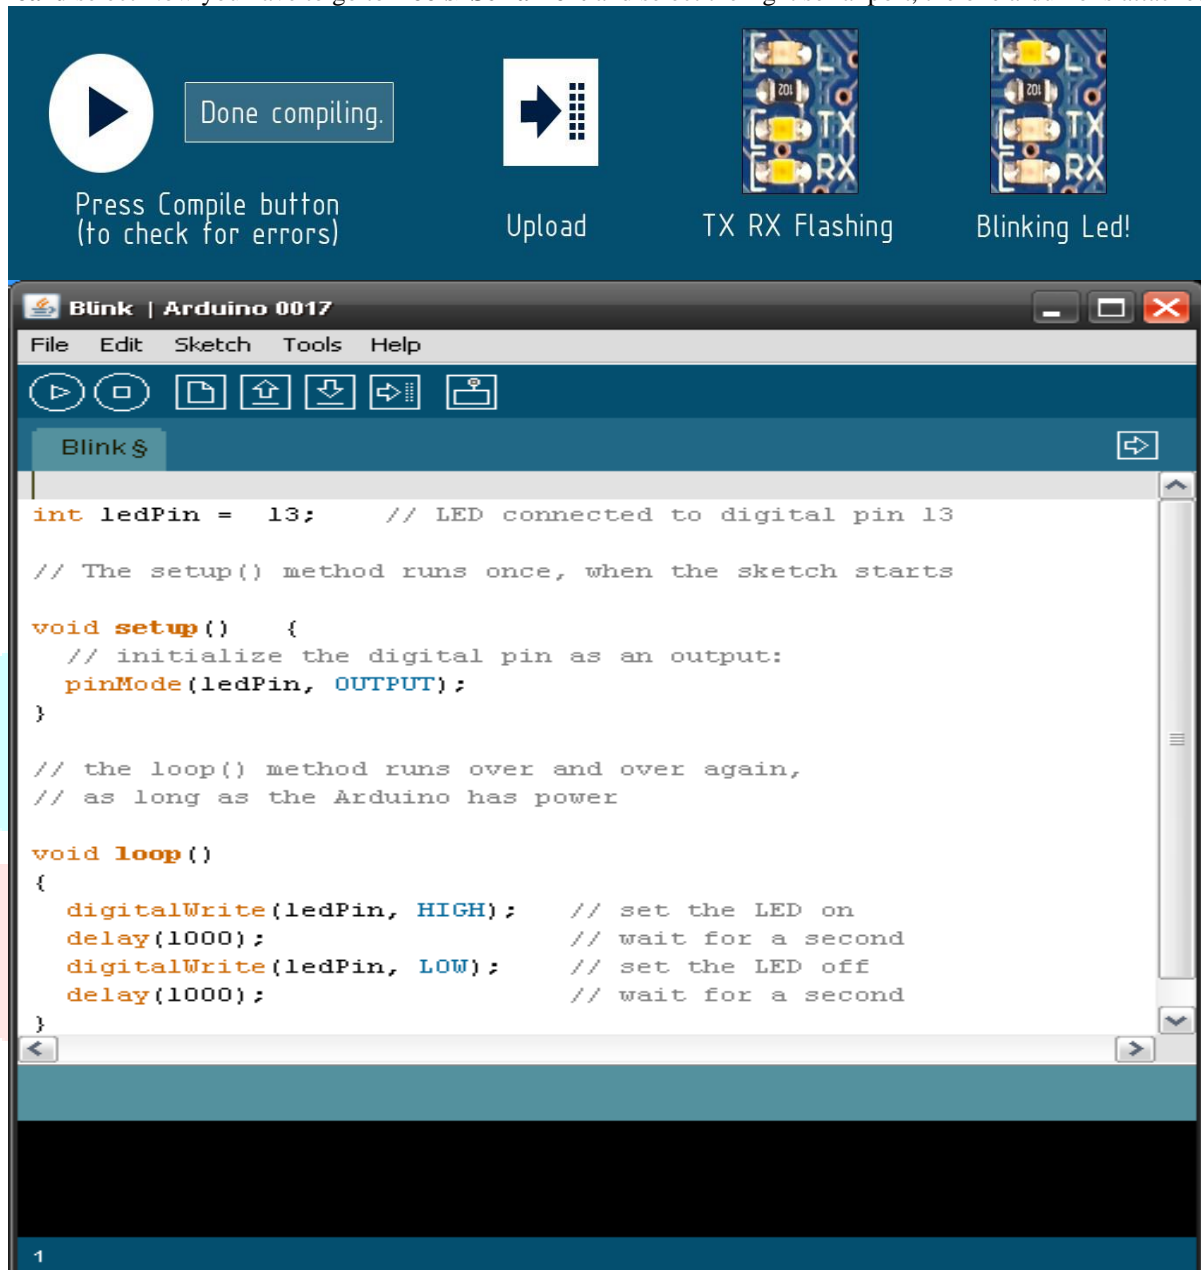 Done compiling.
Press Compile button
(to check for errors)
Upload
L
TX
RX
TX RX Flashing
L
TX
RX
Blinking Led!
Blink | Arduino 0017
File Edit Sketch Tools Help
Blink §
int ledPin = 13; // LED connected to digital pin 13
// The setup() method runs once, when the sketch starts
void setup() {
// initialize the digital pin as an output:
pinMode(ledPin, OUTPUT);
}
// the loop() method runs over and over again,
// as long as the Arduino has power
void loop()
{
digitalWrite(ledPin, HIGH); // set the LED on
delay(1000); // wait for a second
digitalWrite(ledPin, LOW); // set the LED off
delay(1000); // wait for a second
}
1